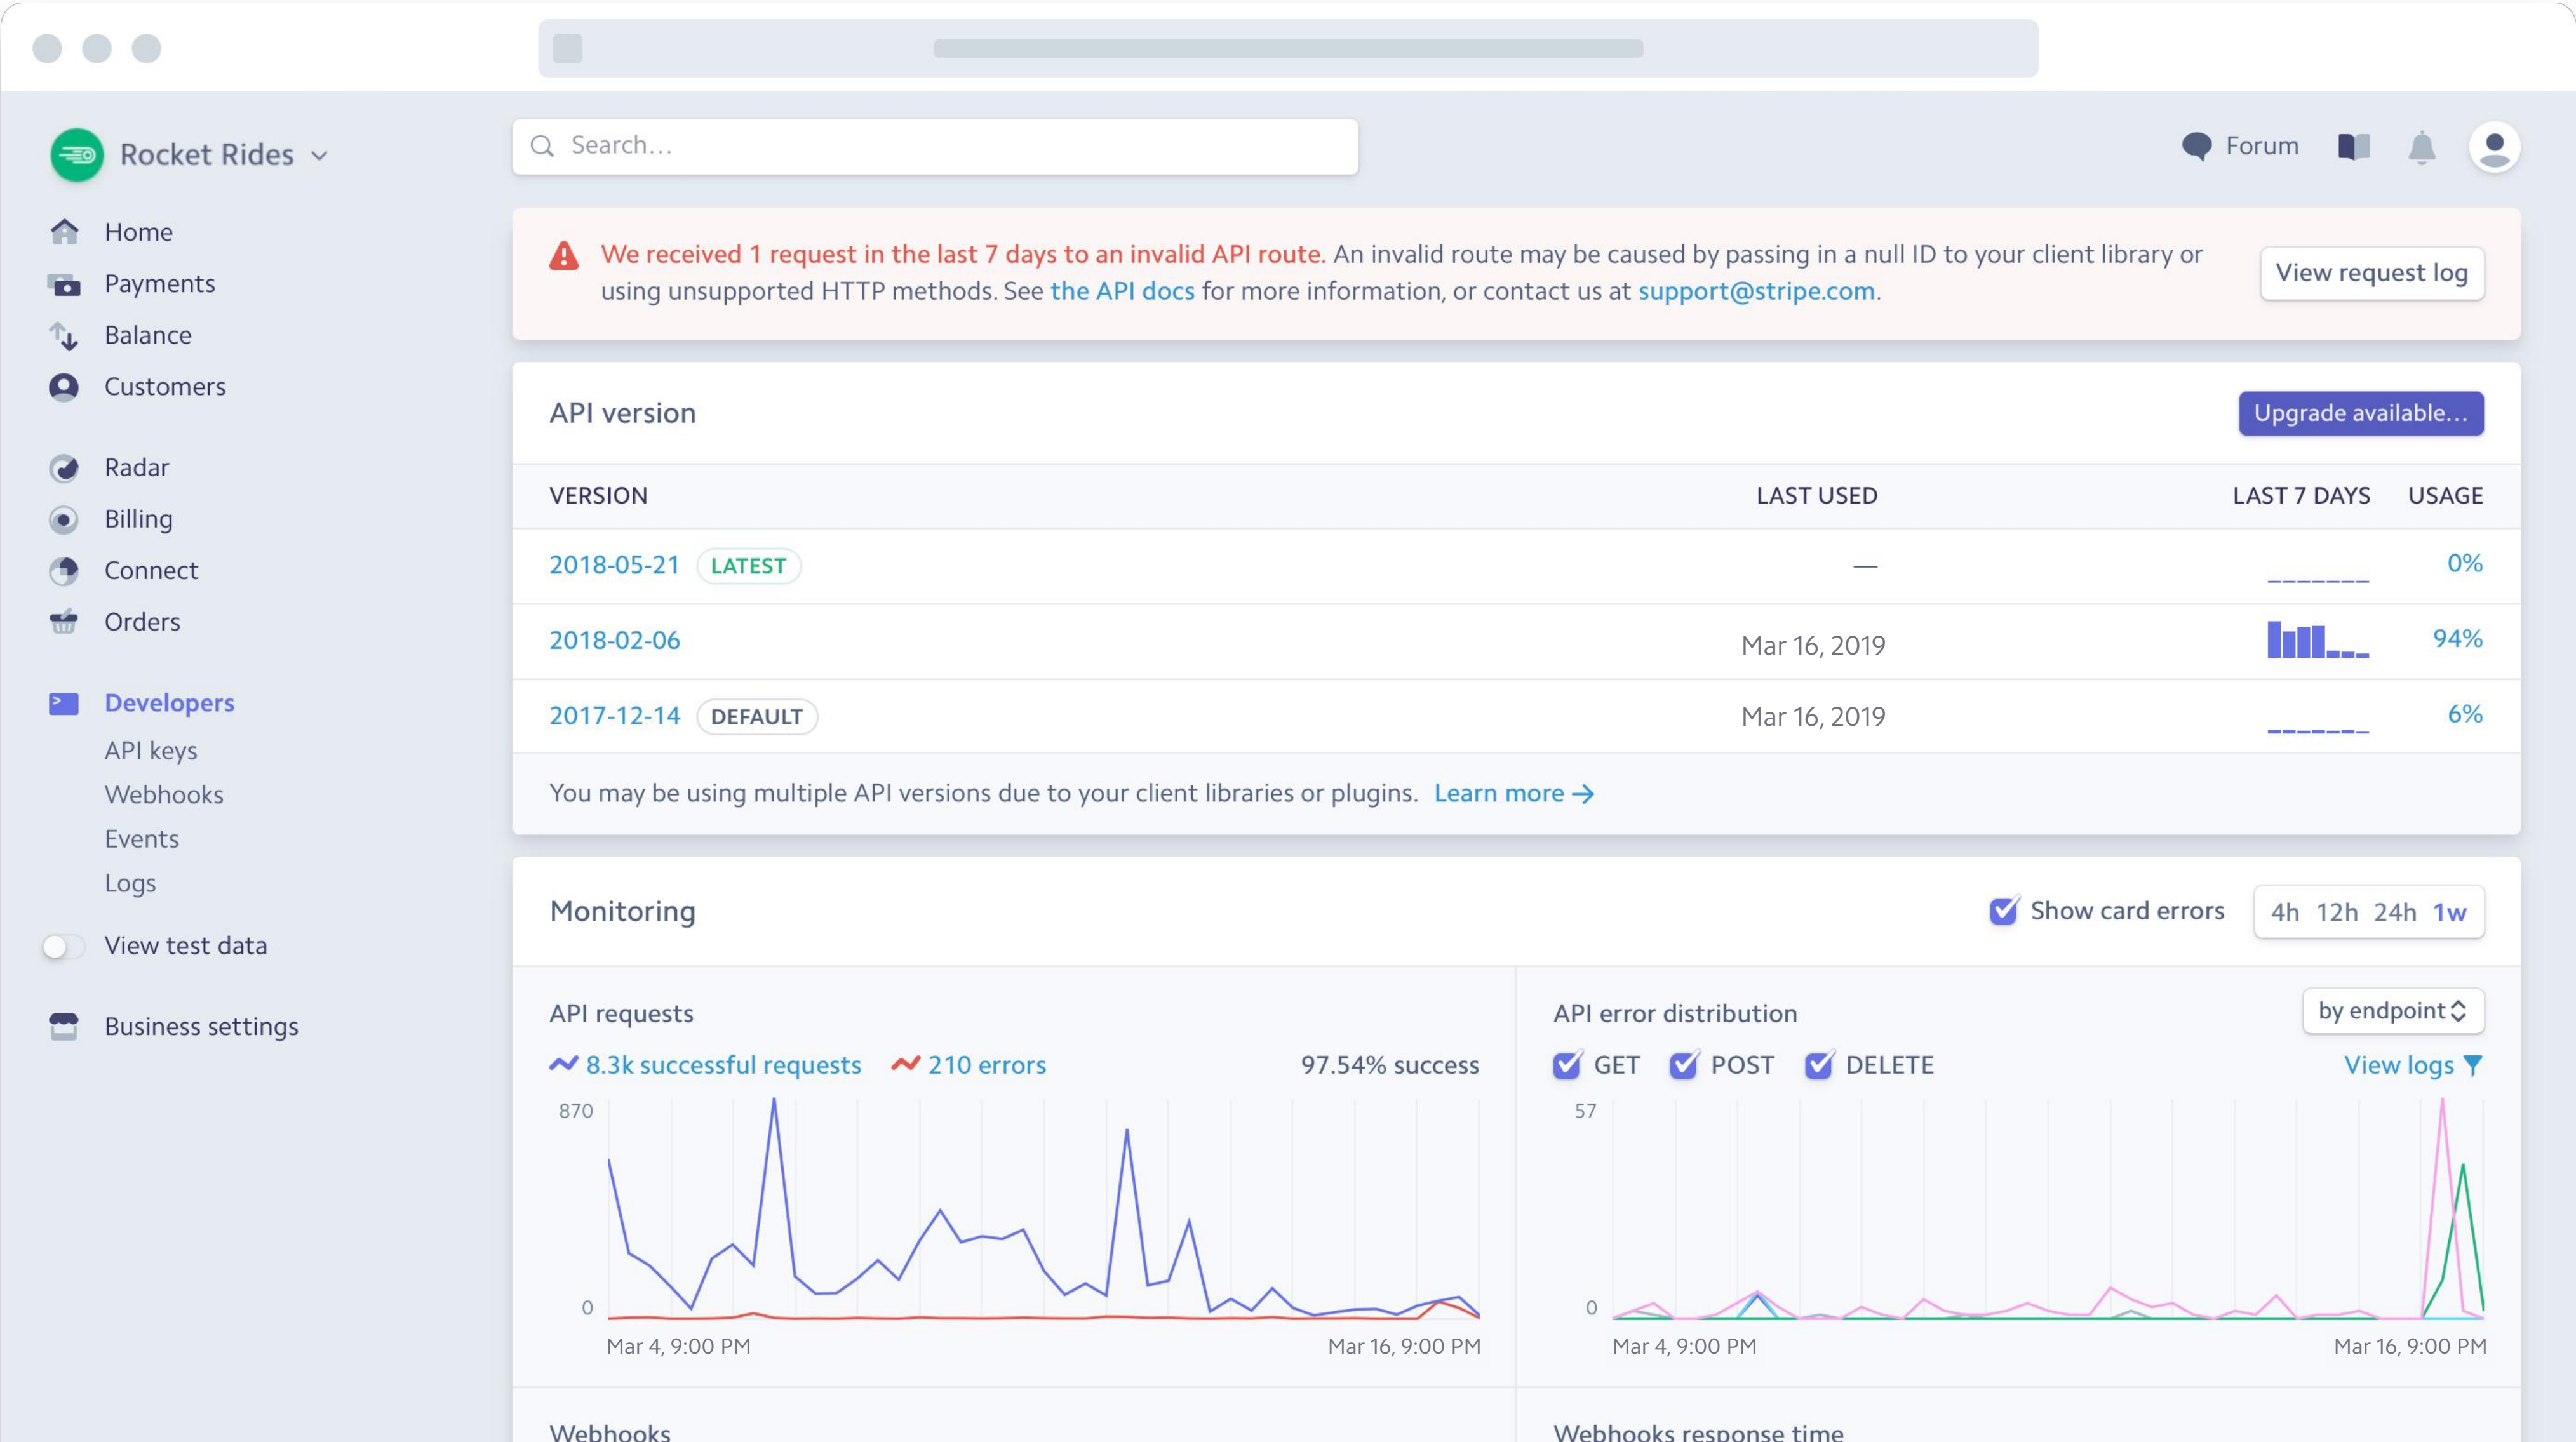 Rocket Rides
Search...
Forum
Home
Payments
Balance
Customers
Radar
Billing
Connect
Orders
Developers
API keys
Webhooks
Events
Logs
View test data
Business settings
We received 1 request in the last 7 days to an invalid API route. An invalid route may be caused by passing in a null ID to your client library or
using unsupported HTTP methods. See the API docs for more information, or contact us at support@stripe.com.
View request log
API version
Upgrade available...
VERSION LAST USED LAST 7 DAYS USAGE
2018-05-21 LATEST — 0%
2018-02-06 Mar 16, 2019 94%
2017-12-14 DEFAULT Mar 16, 2019 6%
You may be using multiple API versions due to your client libraries or plugins. Learn more →
Monitoring
Show card errors
4h 12h 24h 1w
API requests
8.3k successful requests 210 errors 97.54% success
870
0
Mar 4, 9:00 PM Mar 16, 9:00 PM
API error distribution
by endpoint
GET POST DELETE
View logs
57
0
Mar 4, 9:00 PM Mar 16, 9:00 PM
Webhooks
Webhooks response time